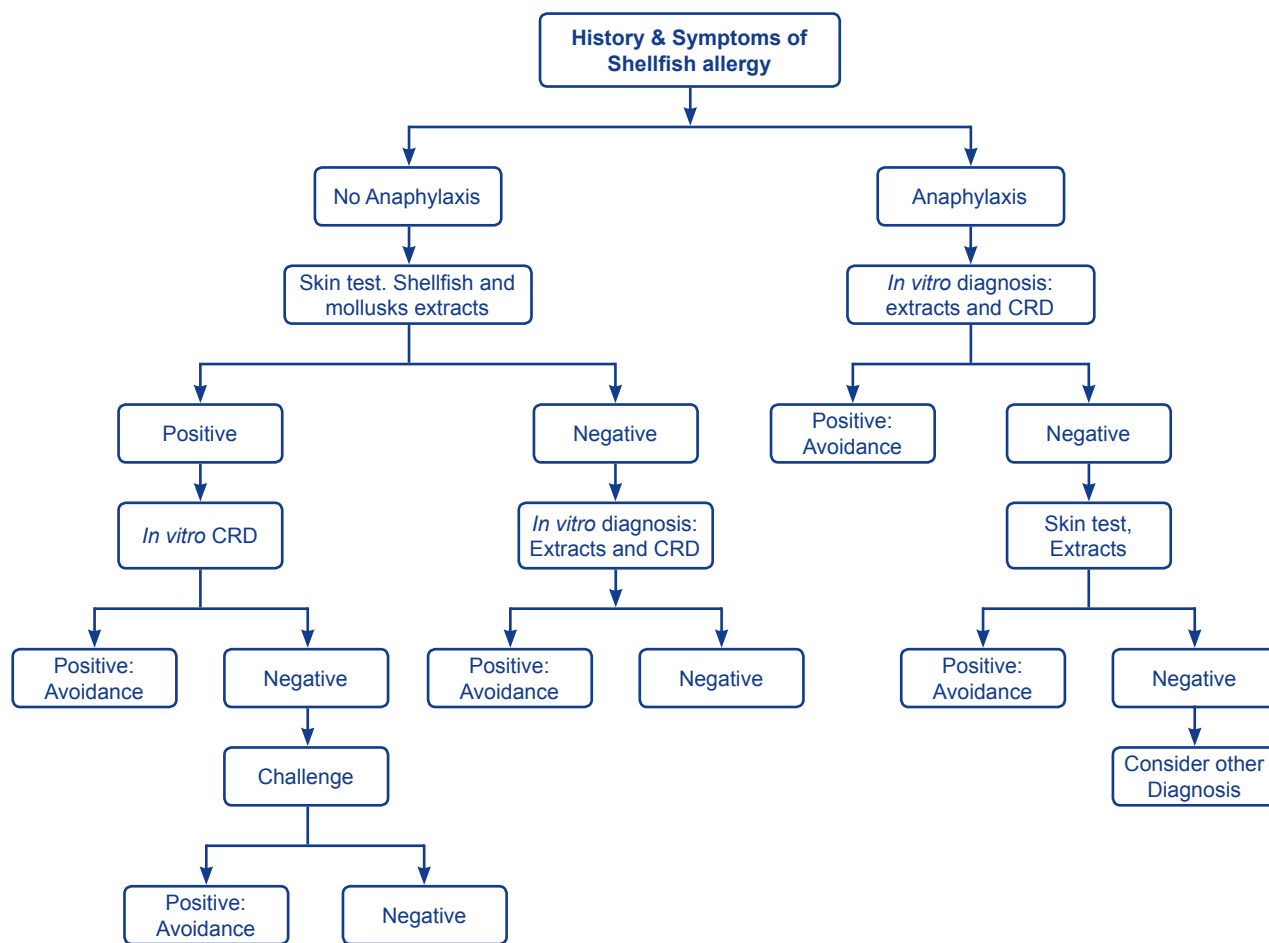 History & Symptoms of
Shellfish allergy
No Anaphylaxis
Anaphylaxis
Skin test. Shellfish and
mollusks extracts
In vitro diagnosis:
extracts and CRD
Positive
Negative
Positive:
Avoidance
Negative
In vitro CRD
In vitro diagnosis:
Extracts and CRD
Skin test,
Extracts
Positive:
Avoidance
Negative
Positive:
Avoidance
Negative
Positive:
Avoidance
Negative
Challenge
Consider other
Diagnosis
Positive:
Avoidance
Negative